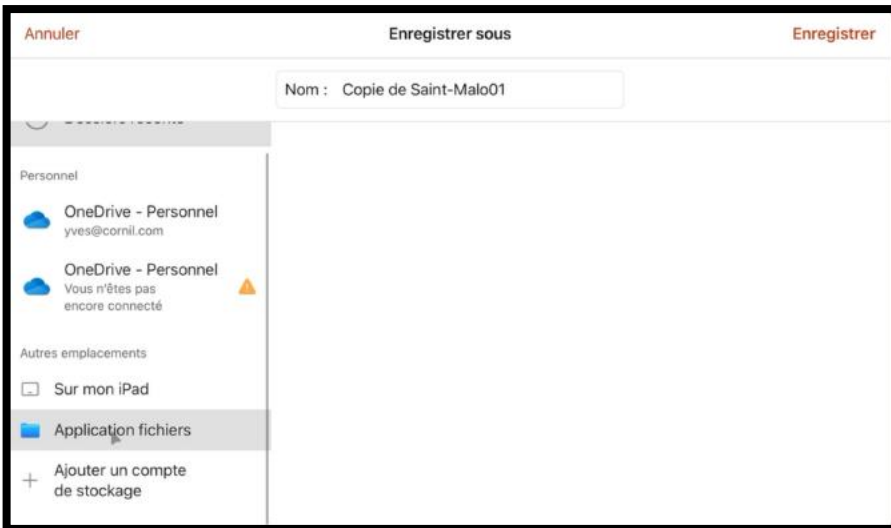 Annuler
Enregistrer sous
Enregistrer
Nom : Copie de Saint-Malo01
Personnel
OneDrive - Personnel
yves@cornil.com
OneDrive - Personnel
Vous n'êtes pas
encore connecté
Autres emplacements
Sur mon iPad
Application fichiers
Ajouter un compte
de stockage